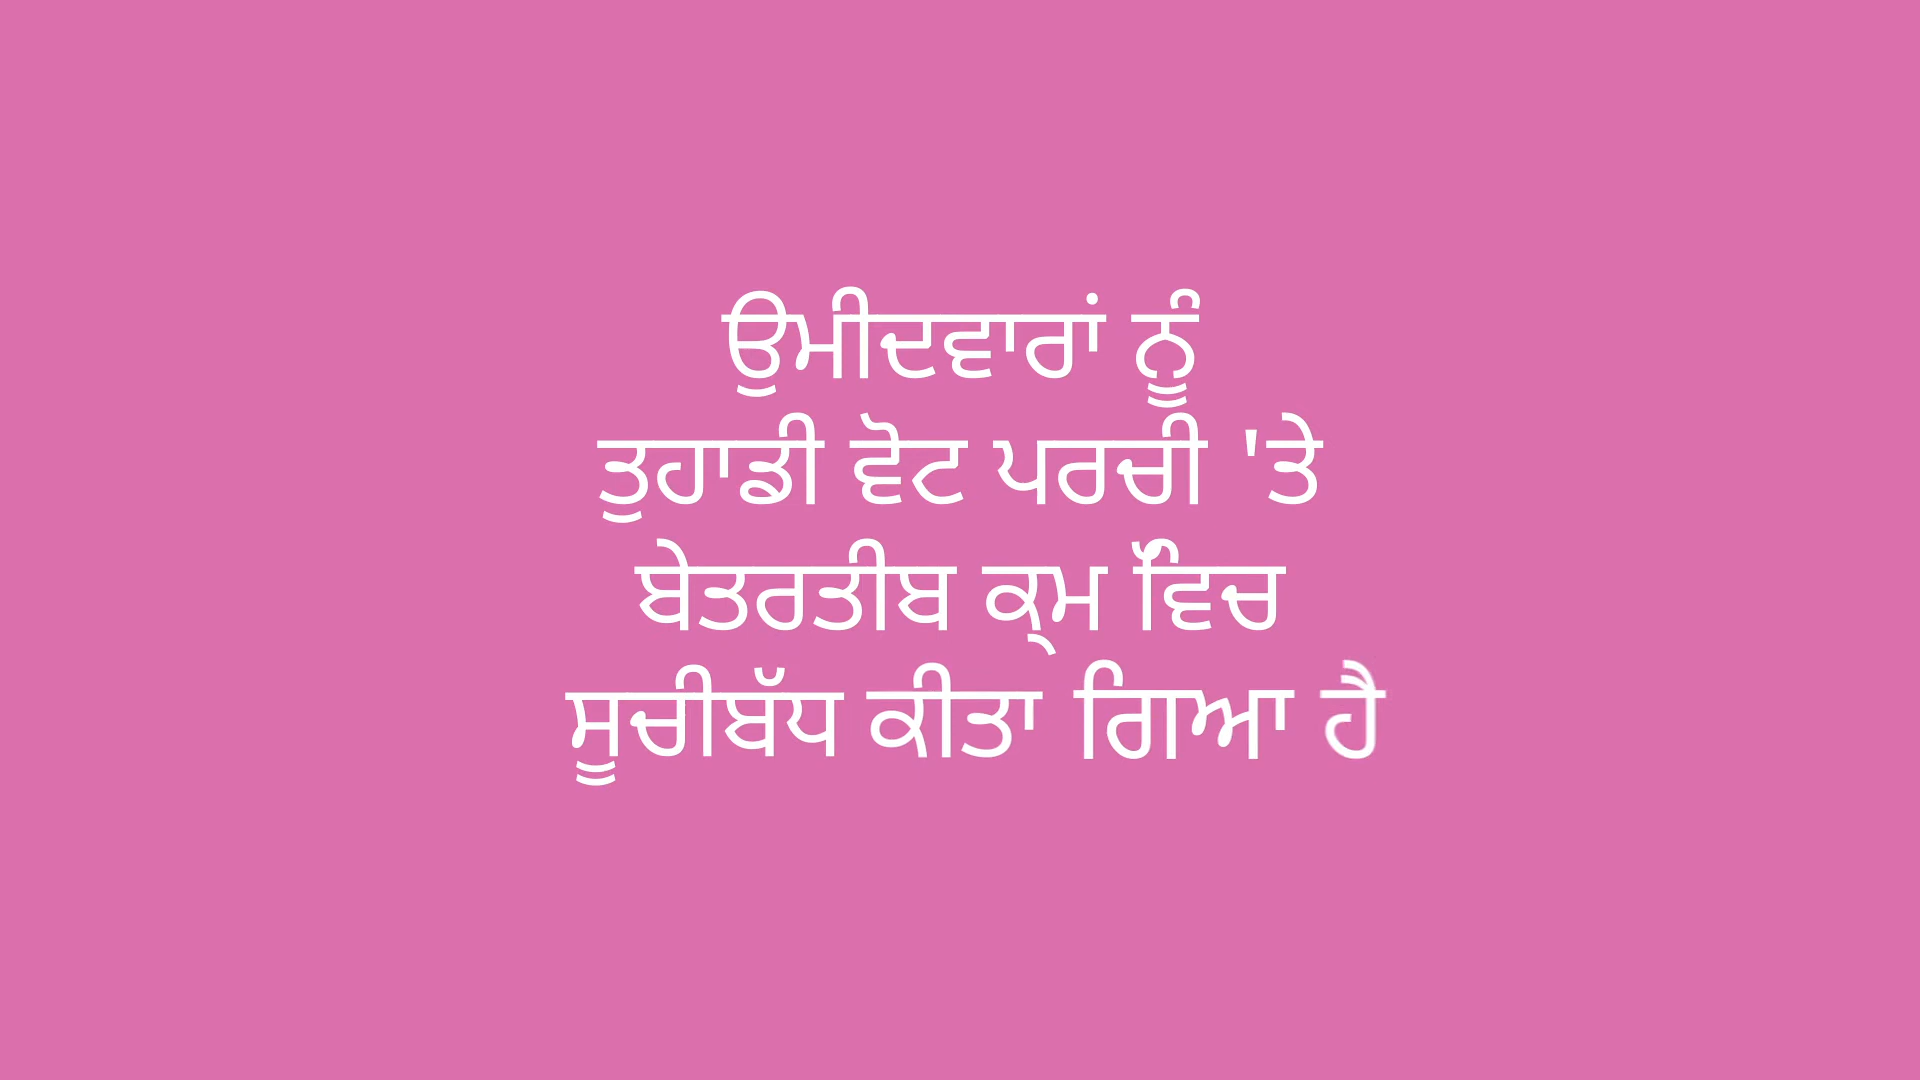 ਉਮੀਦਵਾਰਾਂ ਨੂੰ
ਤੁਹਾਡੀ ਵੋਟ ਪਰਚੀ 'ਤੇ
ਬੇਤਰਤੀਬ ਕ੍ਰਮ ਵਿੱਚ
ਸੂਚੀਬੱਧ ਕੀਤਾ ਗਿਆ ਹੈ